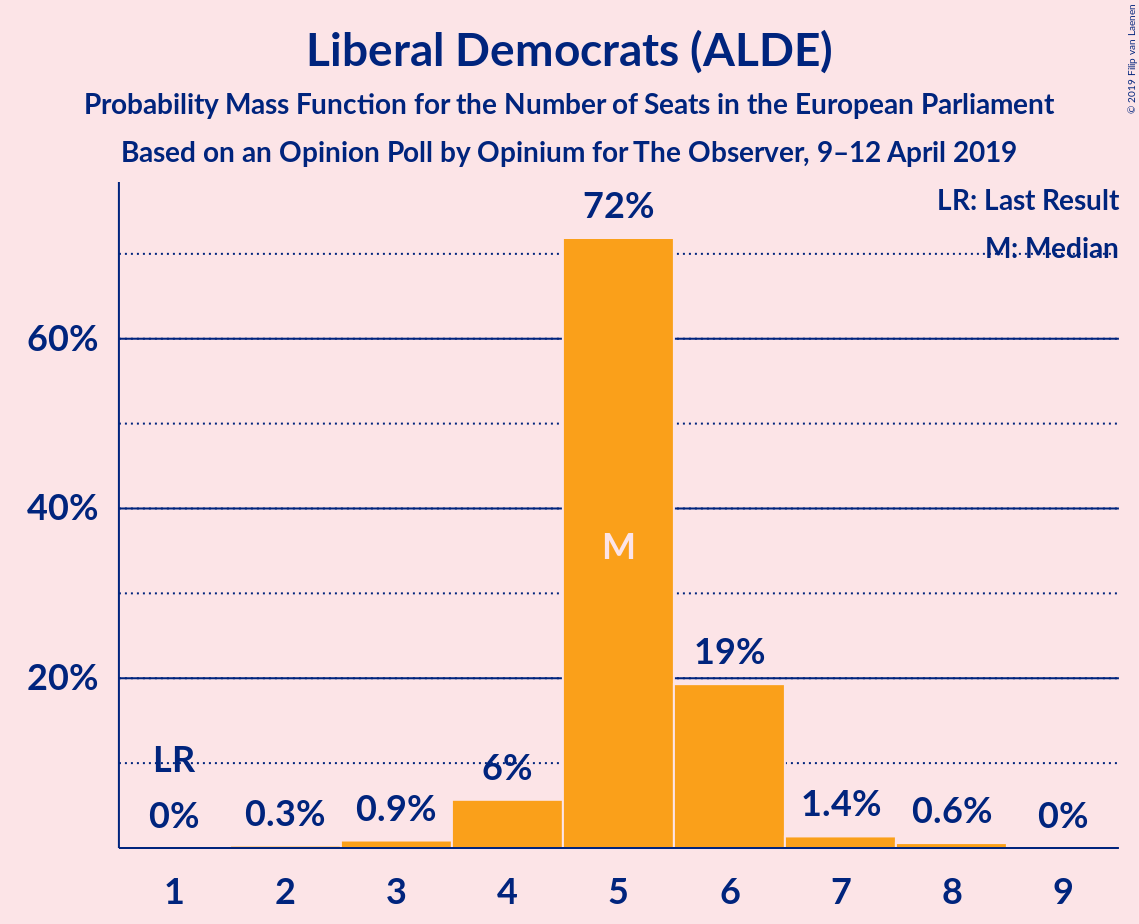 Liberal Democrats (ALDE)
Probability Mass Function for the Number of Seats in the European Parliament
Based on an Opinion Poll by Opinium for The Observer, 9–12 April 2019
© 2019 Filip van Laenen
LR: Last Result
M: Median
72%
60%
40%
M
20%
19%
LR
0%
0.3%
0.9%
6%
1.4%
0.6%
0%
1 2 3 4 5 6 7 8 9